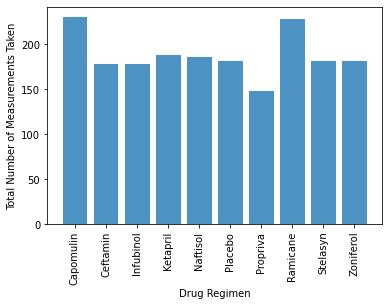 Total Number of Measurements Taken
200
150
100
50
0
Capomulin
Ceftamin
Infubinol
Ketapril
Naftisol
Placebo
Propriva
Ramicane
Stelasyn
Zoniferol
Drug Regimen